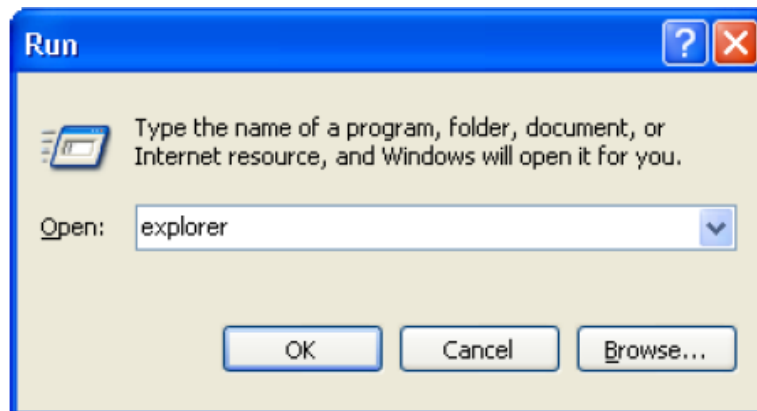 Run
Type the name of a program, folder, document, or
Internet resource, and Windows will open it for you.
Open: explorer
OK Cancel Browse...